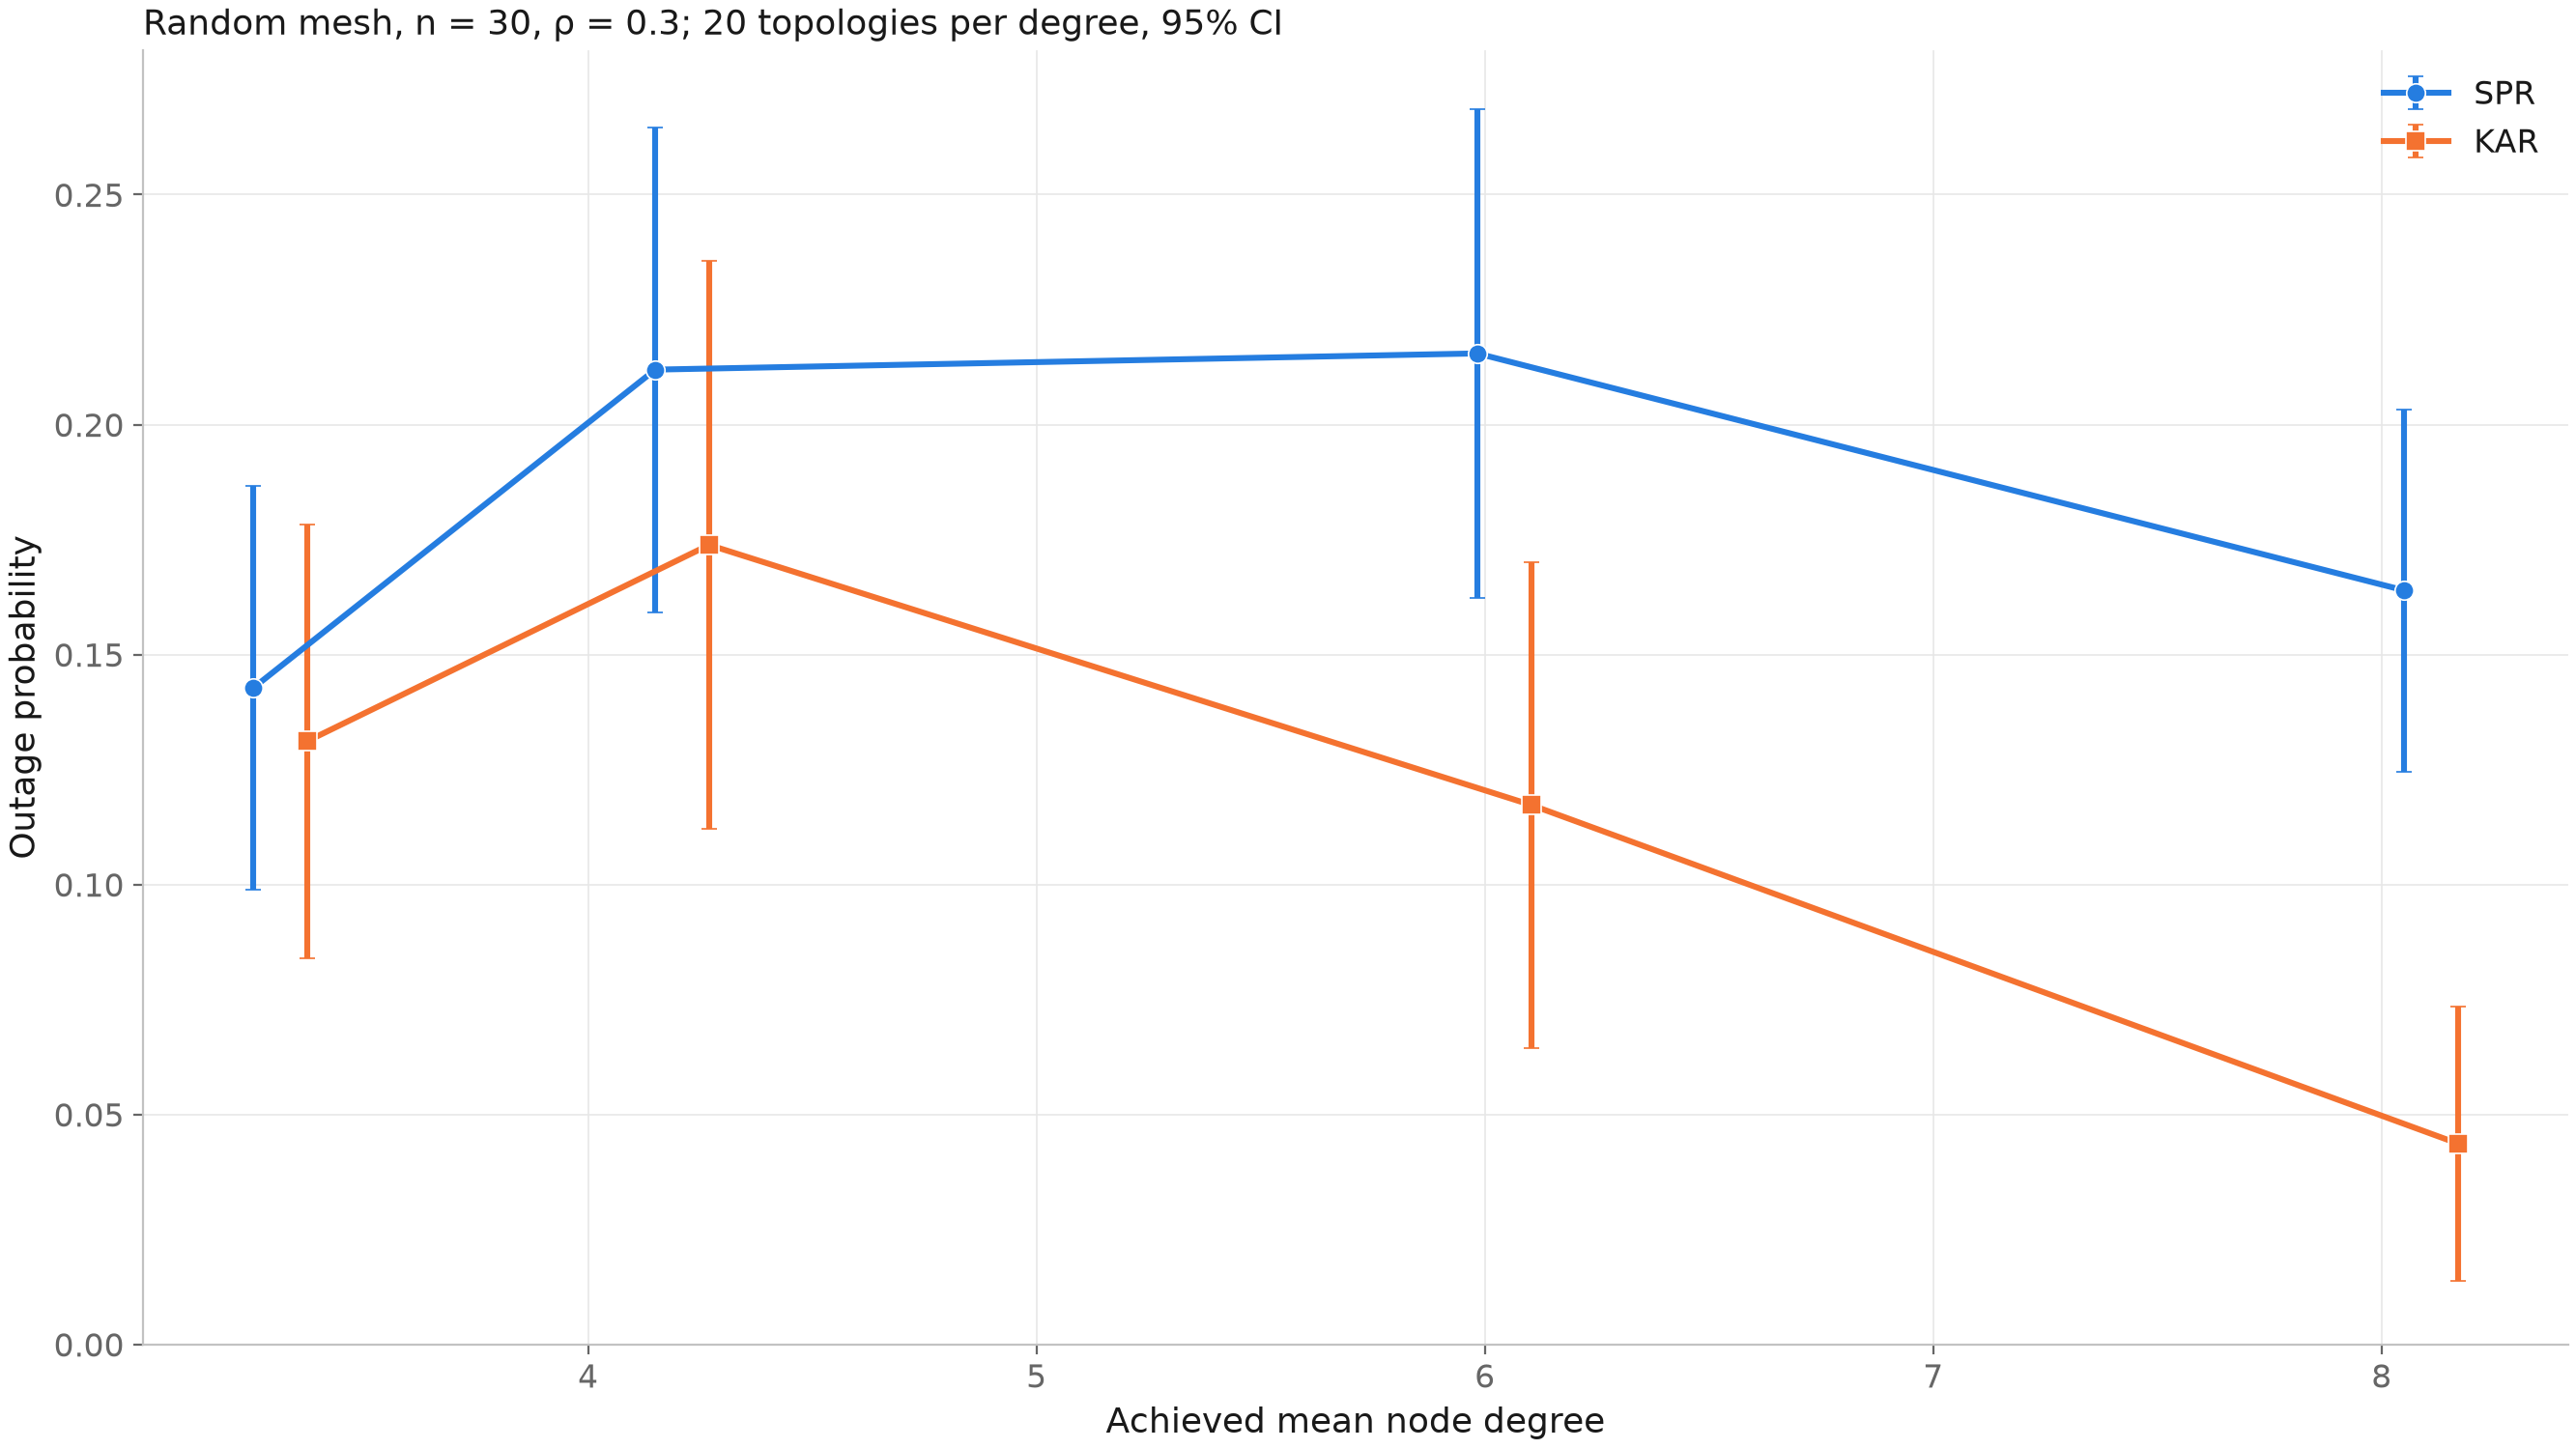 Random mesh, n = 30, ρ = 0.3; 20 topologies per degree, 95% CI
SPR
KAR
Outage probability
0.25
0.20
0.15
0.10
0.05
0.00
4 5 6 7 8
Achieved mean node degree